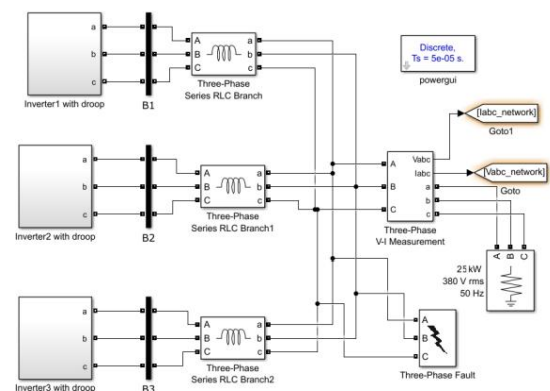 a
b
c
Inverter1 with droop
B1
A a
B b
C c
Three-Phase
Series RLC Branch
Discrete,
Ts = 5e-05 s.
powergui
[Iabc_network]
Goto1
[Vabc_network]
Goto
a
b
c
Inverter2 with droop
B2
A a
B b
C c
Three-Phase
Series RLC Branch1
A
B
C
Vabc
Iabc
a
b
c
Three-Phase
V-I Measurement
A B C
25 kW
380 V rms
50 Hz
a
b
c
Inverter3 with droop
B3
A a
B b
C c
Three-Phase
Series RLC Branch2
A
B
C
Three-Phase Fault